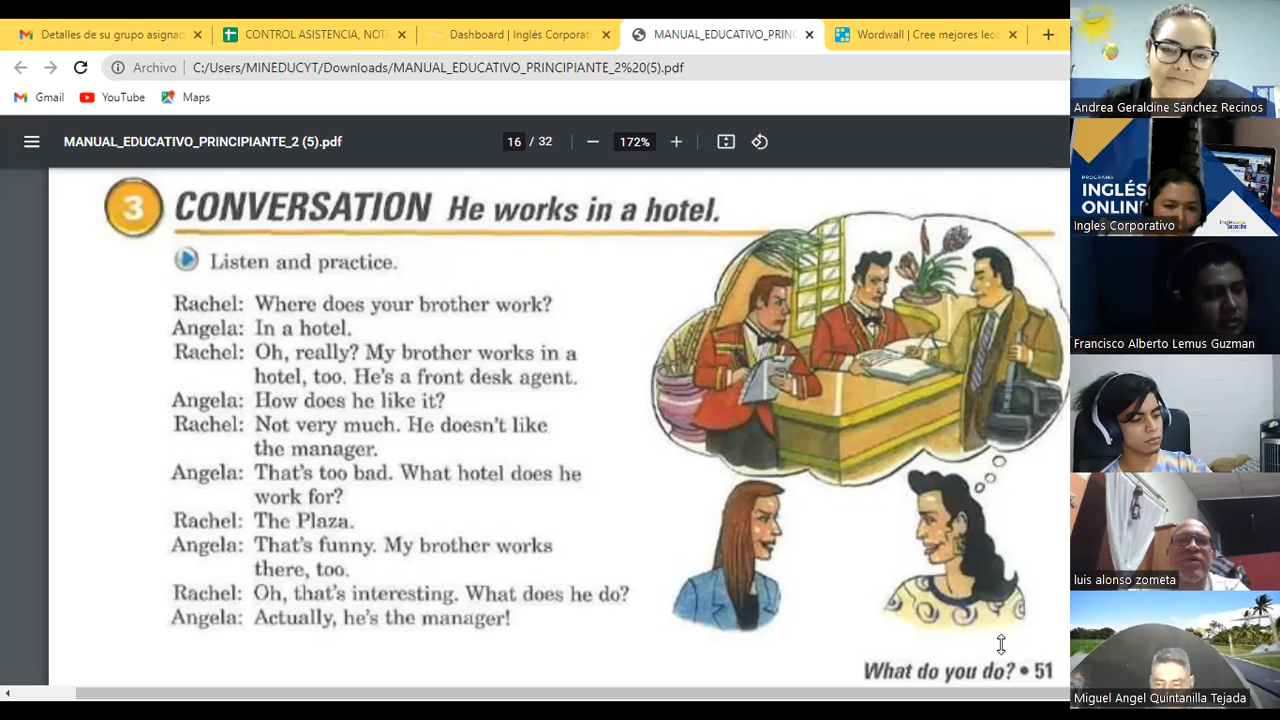 Detalles de su grupo asignac
CONTROL ASISTENCIA, NOTA
Dashboard | Inglés Corporati
MANUAL_EDUCATIVO_PRINC
Wordwall | Cree mejores lecc
Archivo
C:/Users/MINEDUCYT/Downloads/MANUAL_EDUCATIVO_PRINCIPIANTE_2%20(5).pdf
Gmail
YouTube
Maps
MANUAL_EDUCATIVO_PRINCIPIANTE_2 (5).pdf
16 / 32
172%
3 CONVERSATION He works in a hotel.
Listen and practice.
Rachel: Where does your brother work?
Angela: In a hotel.
Rachel: Oh, really? My brother works in a
hotel, too. He's a front desk agent.
Angela: How does he like it?
Rachel: Not very much. He doesn't like
the manager.
Angela: That's too bad. What hotel does he
work for?
Rachel: The Plaza.
Angela: That's funny. My brother works
there, too.
Rachel: Oh, that's interesting. What does he do?
Angela: Actually, he's the manager!
What do you do? • 51
Andrea Geraldine Sánchez Recinos
PROGRAMA
INGLÉS
ONLINE
Ingles Corporativo
Francisco Alberto Lemus Guzman
luis alonso zometa
Miguel Angel Quintanilla Tejada